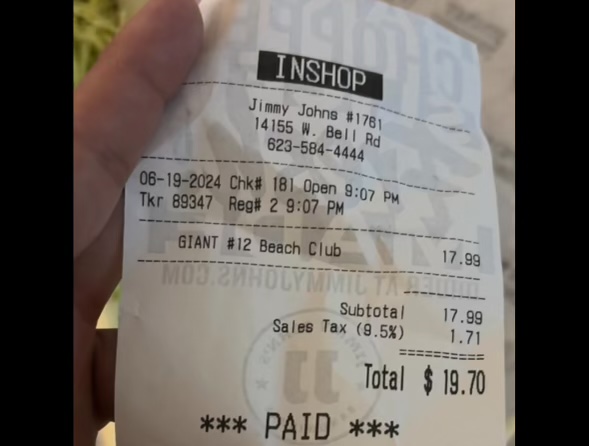 INSHOP
Jimmy Johns #1761
14155 W. Bell Rd
623-584-4444
06-19-2024 Chk# 181 Open 9:07 PM
Tkr 89347 Reg# 2 9:07 PM
GIANT #12 Beach Club 17.99
Subtotal 17.99
Sales Tax (9.5%) 1.71
Total $ 19.70
*** PAID ***